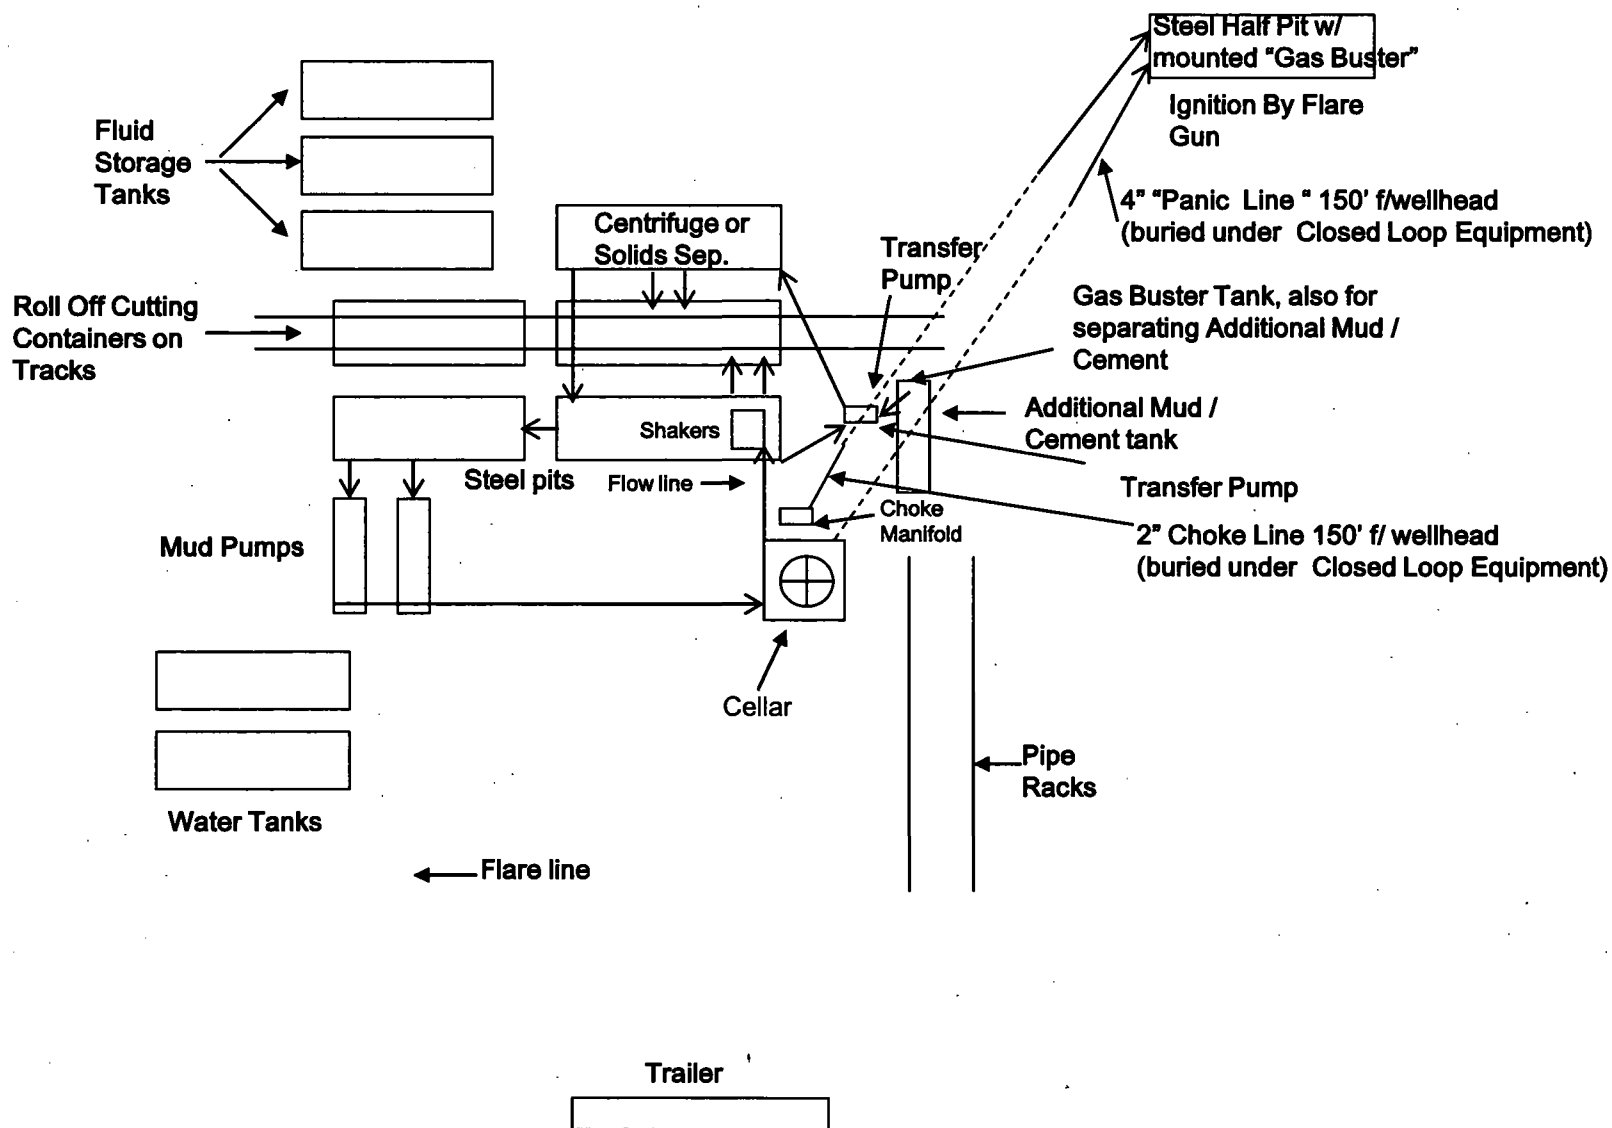 Steel Half Pit w/
mounted "Gas Buster"
Ignition By Flare
Gun
Fluid
Storage
Tanks
4" "Panic Line " 150' f/wellhead
(buried under Closed Loop Equipment)
Centrifuge or
Solids Sep.
Transfer
Pump
Roll Off Cutting
Containers on
Tracks
Gas Buster Tank, also for
separating Additional Mud /
Cement
Additional Mud /
Cement tank
Shakers
Steel pits
Flow line
Transfer Pump
Choke
Manifold
2" Choke Line 150' f/ wellhead
(buried under Closed Loop Equipment)
Mud Pumps
Cellar
Pipe
Racks
Water Tanks
Flare line
Trailer